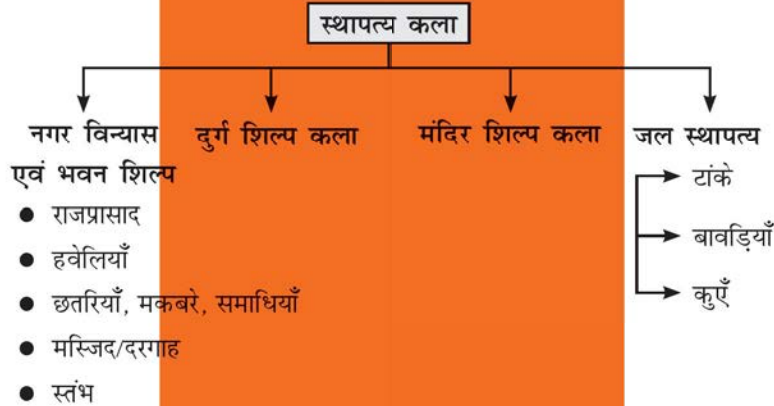 स्थापत्य कला
नगर विन्यास
एवं भवन शिल्प
● राजप्रासाद
● हवेलियाँ
● छतरियाँ, मकबरे, समाधियाँ
● मस्जिद/दरगाह
● स्तंभ
दुर्ग शिल्प कला
मंदिर शिल्प कला
जल स्थापत्य
टांके
बावड़ियाँ
कुएँ